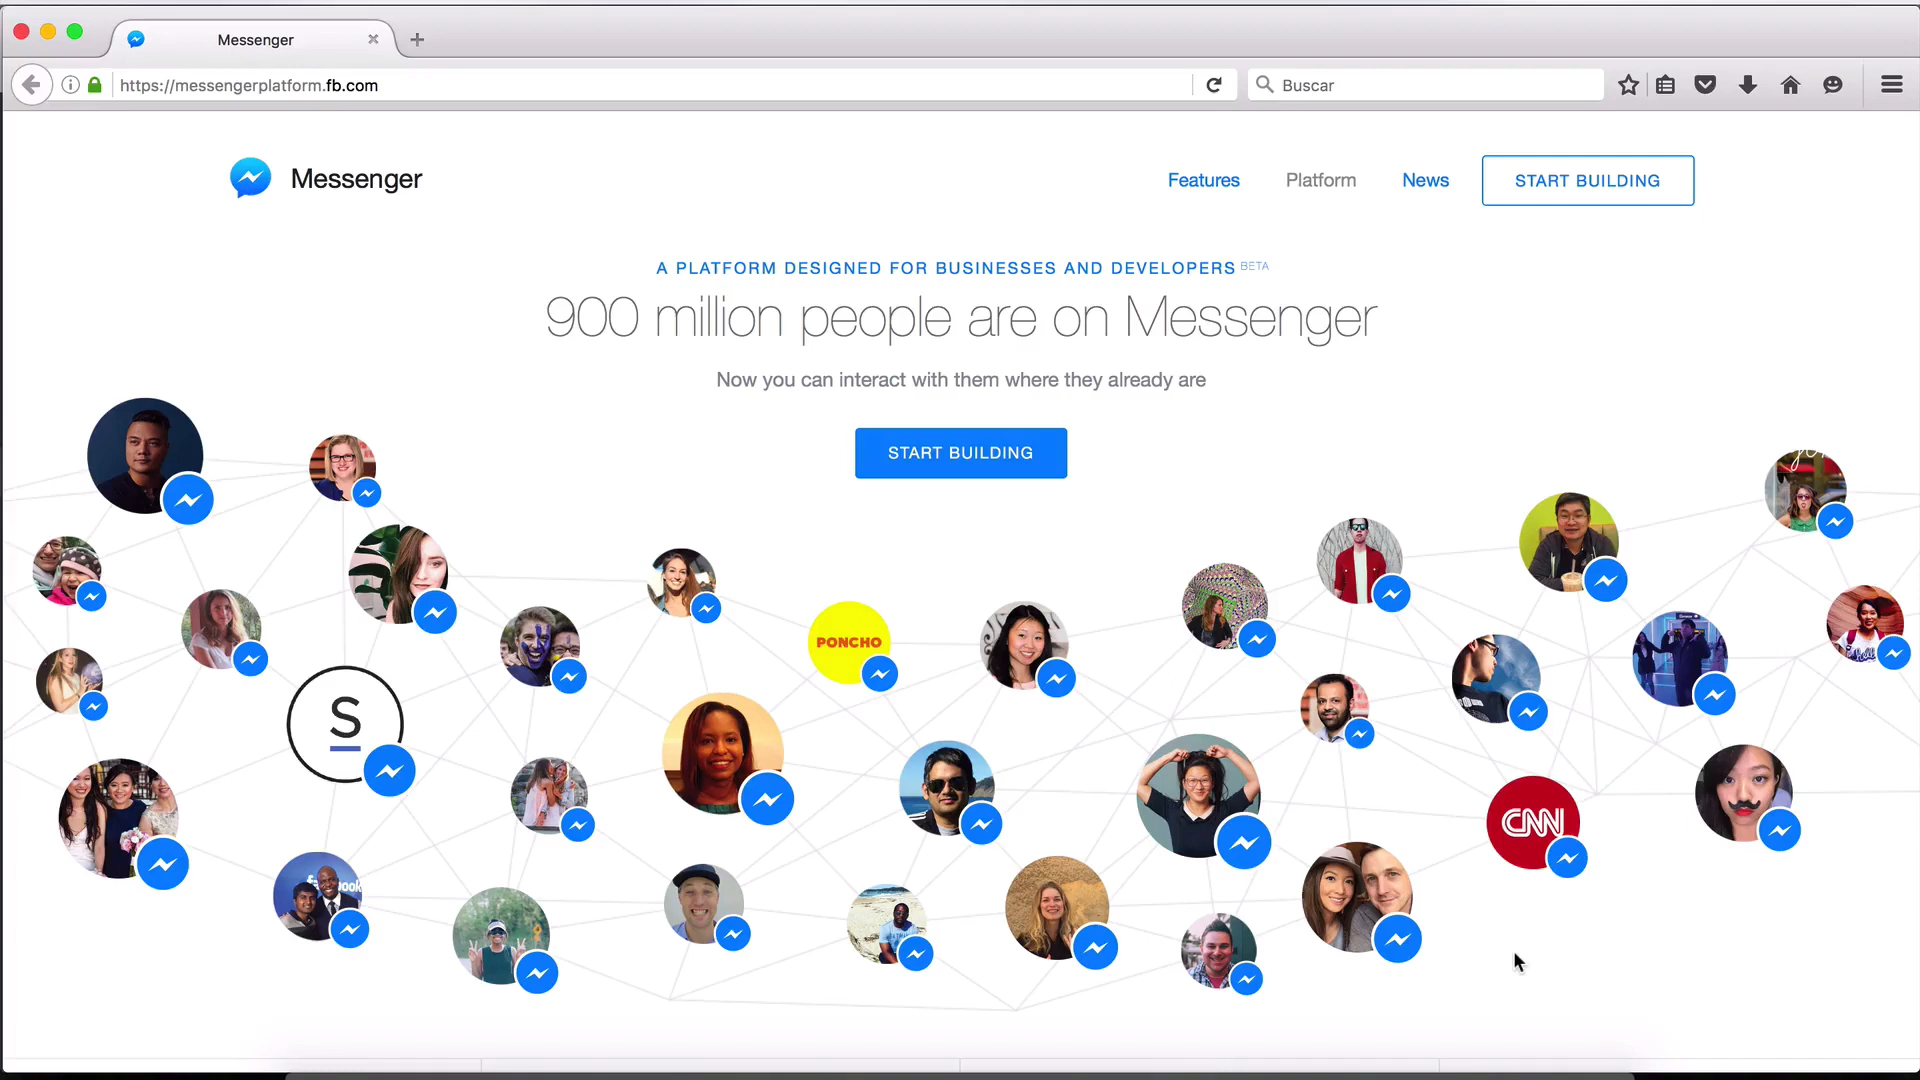 Messenger
https://messengerplatform.fb.com
Buscar
Messenger
Features
Platform
News
START BUILDING
A PLATFORM DESIGNED FOR BUSINESSES AND DEVELOPERS BETA
900 million people are on Messenger
Now you can interact with them where they already are
START BUILDING
PONCHO
S
CNN